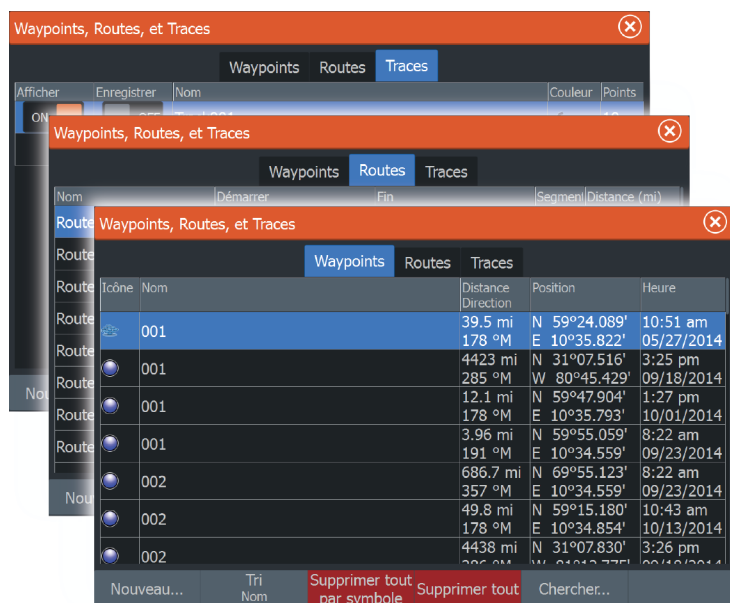 Waypoints, Routes, et Traces
Waypoints Routes Traces
Afficher Enregistrer Nom Couleur Points
ON
Waypoints, Routes, et Traces
Waypoints Routes Traces
Nom Démarrer Fin Segment Distance (mi)
Route
Route
Route
Route
Route
Route
Route
Route
Waypoints, Routes, et Traces
Waypoints Routes Traces
Icône Nom Distance Direction Position Heure
001 39.5 mi N 59°24.089' 10:51 am
178 °M E 10°35.822' 05/27/2014
001 4423 mi N 31°07.516' 3:25 pm
285 °M W 80°45.429' 09/18/2014
001 12.1 mi N 59°47.904' 1:27 pm
178 °M E 10°35.793' 10/01/2014
001 3.96 mi N 59°55.059' 8:22 am
191 °M E 10°34.559' 09/23/2014
002 686.7 mi N 69°55.123' 8:22 am
357 °M E 10°34.559' 09/23/2014
002 49.8 mi N 59°15.180' 10:43 am
178 °M E 10°34.854' 10/13/2014
002 4438 mi N 31°07.830' 3:26 pm
Nouveau... Tri Nom Supprimer tout par symbole Supprimer tout Chercher...